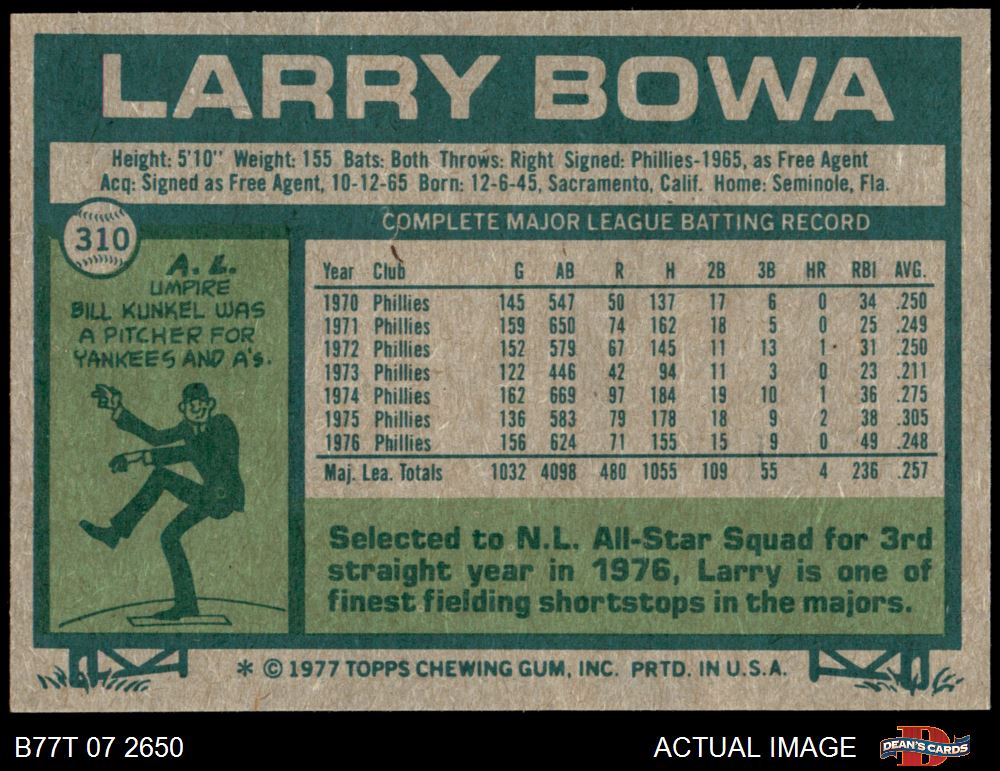 LARRY BOWA
Height: 5'10" Weight: 155 Bats: Both Throws: Right Signed: Phillies-1965, as Free Agent
Acq: Signed as Free Agent, 10-12-65 Born: 12-6-45, Sacramento, Calif. Home: Seminole, Fla.
310
A. L.
UMPIRE
BILL KUNKEL WAS
A PITCHER FOR
YANKEES AND A's.
COMPLETE MAJOR LEAGUE BATTING RECORD
Year Club G AB R H 2B 3B HR RBI AVG.
1970 Phillies 145 547 50 137 17 6 0 34 .250
1971 Phillies 159 650 74 162 18 5 0 25 .249
1972 Phillies 152 579 67 145 11 13 1 31 .250
1973 Phillies 122 446 42 94 11 3 0 23 .211
1974 Phillies 162 669 97 184 19 10 1 36 .275
1975 Phillies 136 583 79 178 18 9 2 38 .305
1976 Phillies 156 624 71 155 15 9 0 49 .248
Maj. Lea. Totals 1032 4098 480 1055 109 55 4 236 .257
Selected to N.L. All-Star Squad for 3rd
straight year in 1976, Larry is one of
finest fielding shortstops in the majors.
* © 1977 TOPPS CHEWING GUM, INC. PRTD. IN U.S.A.
B77T 07 2650
ACTUAL IMAGE
DEAN'S CARDS